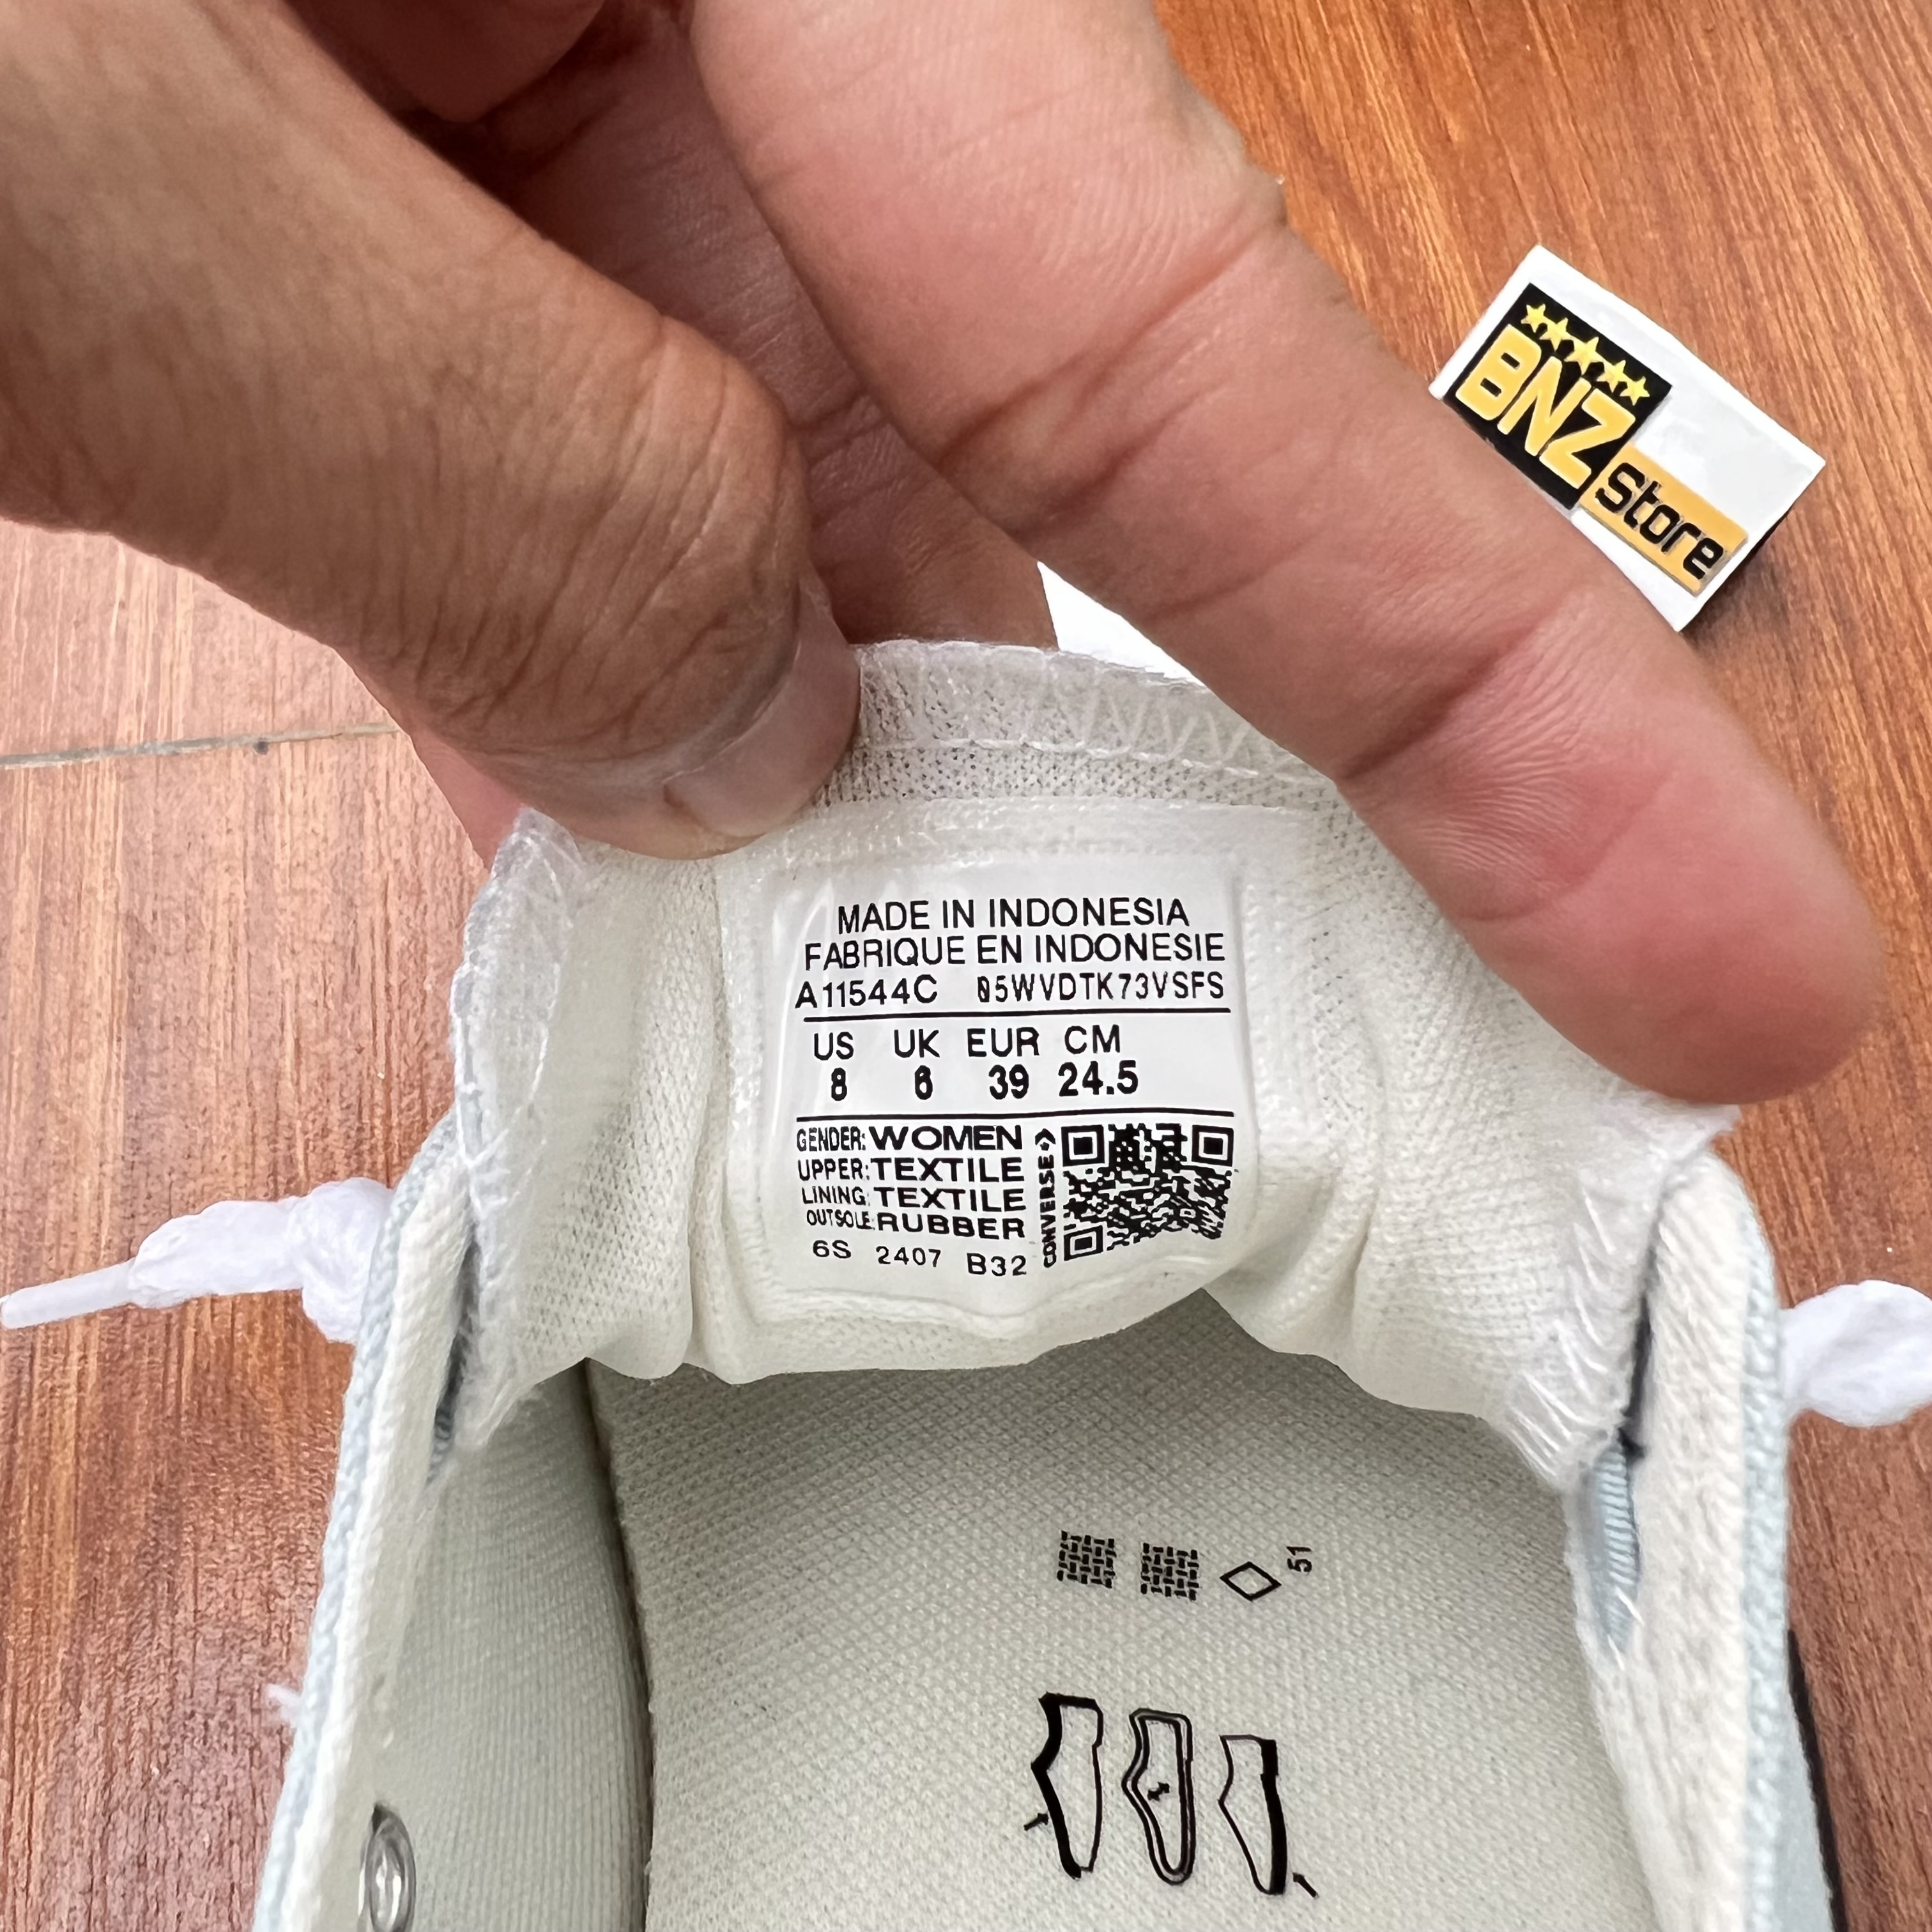 BNZ
Store
MADE IN INDONESIA
FABRIQUE EN INDONESIE
A11544C 05WVDTK73VSFS
US UK EUR CM
8 6 39 24.5
GENDER: WOMEN
UPPER: TEXTILE
LINING: TEXTILE
OUTSOLE: RUBBER
6S 2407 B32
CONVERSE
51